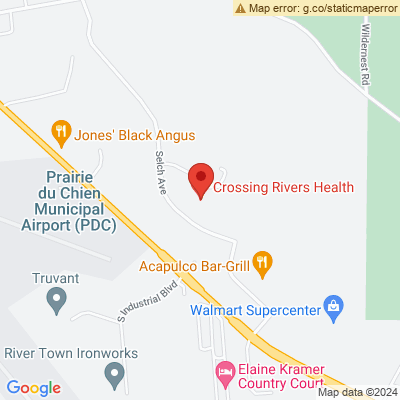 Map error: g.co/staticmaperror
Wildernest Rd
Jones' Black Angus
Selch Ave
Prairie
du Chien
Municipal
Airport (PDC)
Crossing Rivers Health
Acapulco Bar-Grill
Truvant
S Industrial Blvd
Walmart Supercenter
River Town Ironworks
Elaine Kramer
Country Court
Google
Map data ©2024